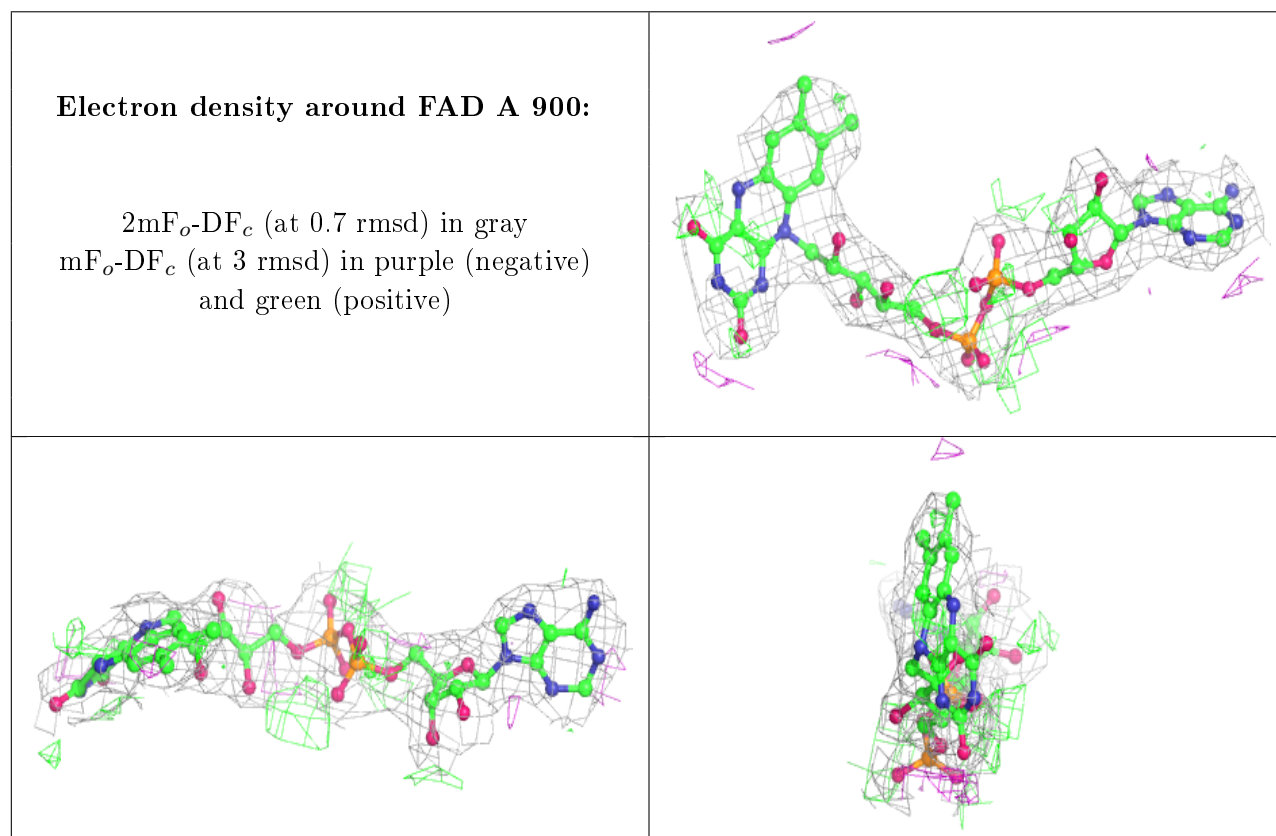 Electron density around FAD A 900:
2mFₒ-DF𝒸 (at 0.7 rmsd) in gray
mFₒ-DF𝒸 (at 3 rmsd) in purple (negative)
and green (positive)